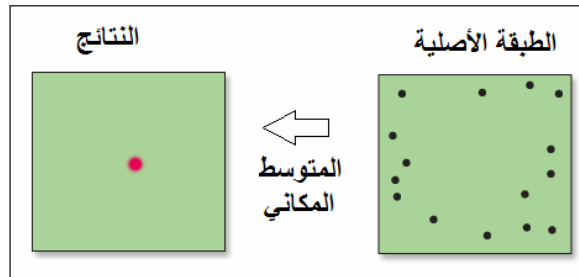 الطبقة الأصلية
النتائج
المتوسط
المكاني